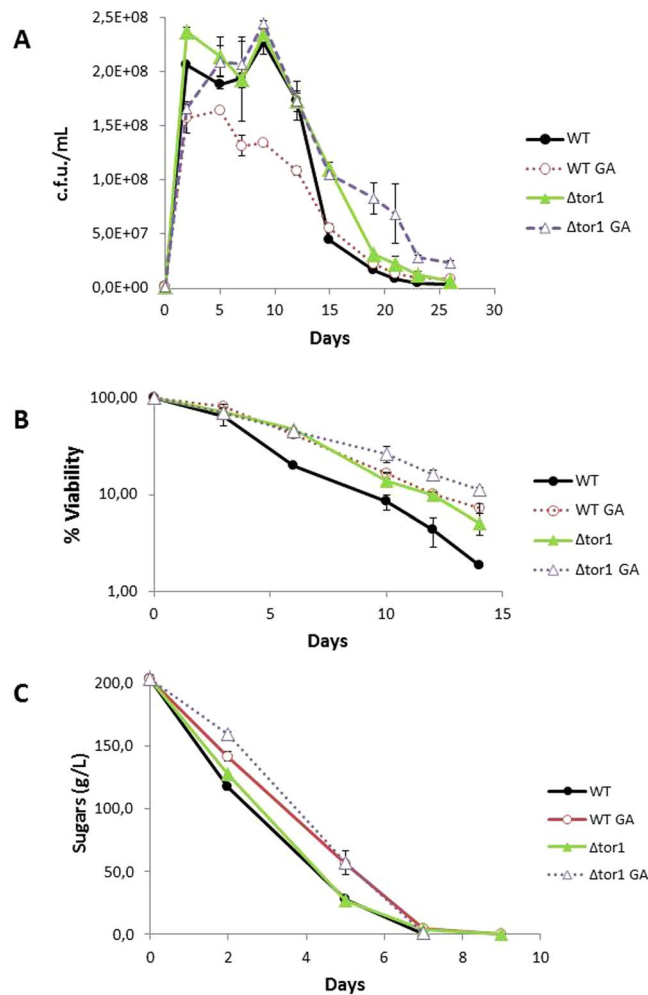 A
c.f.u./mL
2,5E+08
2,0E+08
1,5E+08
1,0E+08
5,0E+07
0,0E+00
0 5 10 15 20 25 30
Days
WT
WT GA
Δtor1
Δtor1 GA
B
% Viability
100,00
10,00
1,00
0 5 10 15
Days
WT
WT GA
Δtor1
Δtor1 GA
C
Sugars (g/L)
200,0
150,0
100,0
50,0
0,0
0 2 4 6 8 10
Days
WT
WT GA
Δtor1
Δtor1 GA